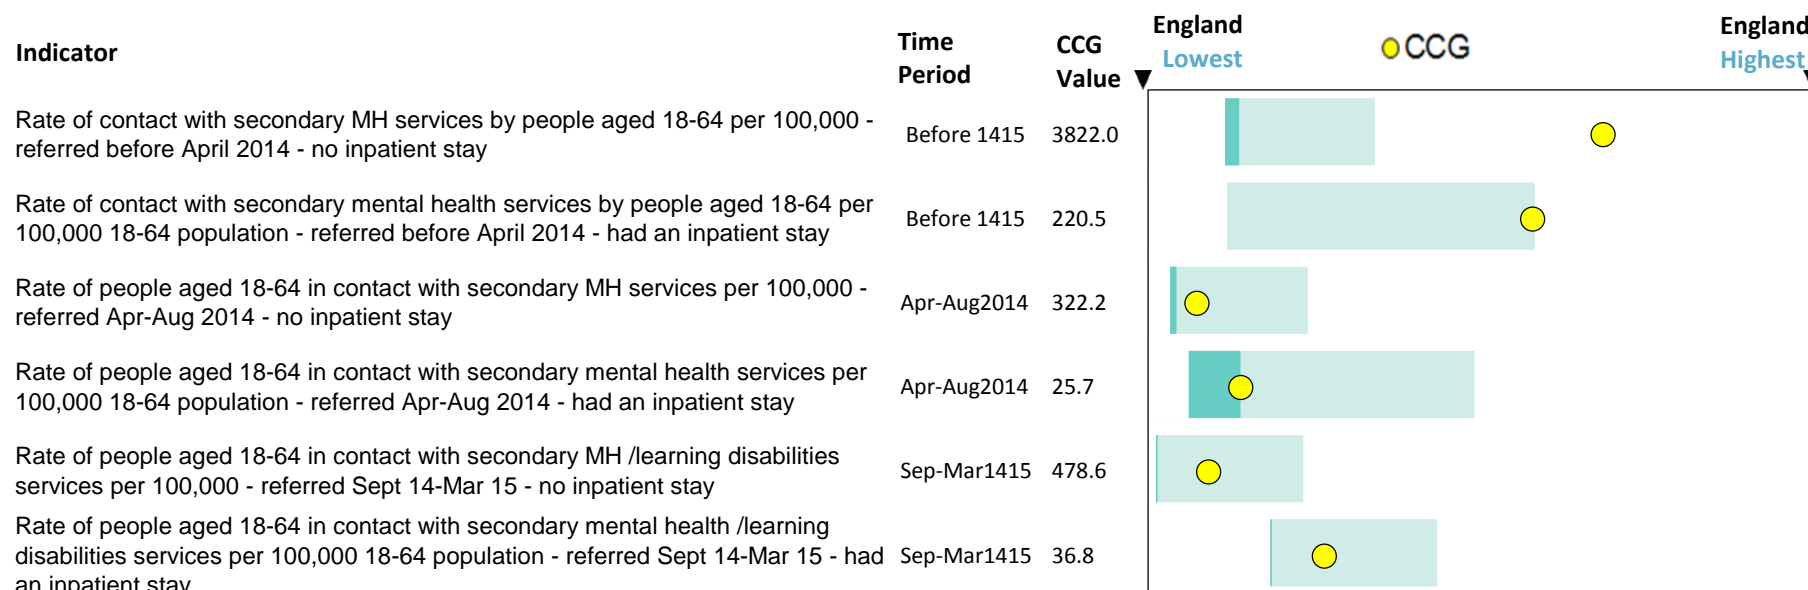 Indicator
Time
Period
CCG
Value
England
Lowest
CCG
England
Highest
Rate of contact with secondary MH services by people aged 18-64 per 100,000 -
referred before April 2014 - no inpatient stay
Before 1415
3822.0
Rate of contact with secondary mental health services by people aged 18-64 per
100,000 18-64 population - referred before April 2014 - had an inpatient stay
Before 1415
220.5
Rate of people aged 18-64 in contact with secondary MH services per 100,000 -
referred Apr-Aug 2014 - no inpatient stay
Apr-Aug2014
322.2
Rate of people aged 18-64 in contact with secondary mental health services per
100,000 18-64 population - referred Apr-Aug 2014 - had an inpatient stay
Apr-Aug2014
25.7
Rate of people aged 18-64 in contact with secondary MH /learning disabilities
services per 100,000 - referred Sept 14-Mar 15 - no inpatient stay
Sep-Mar1415
478.6
Rate of people aged 18-64 in contact with secondary mental health /learning
disabilities services per 100,000 18-64 population - referred Sept 14-Mar 15 - had
an inpatient stay
Sep-Mar1415
36.8